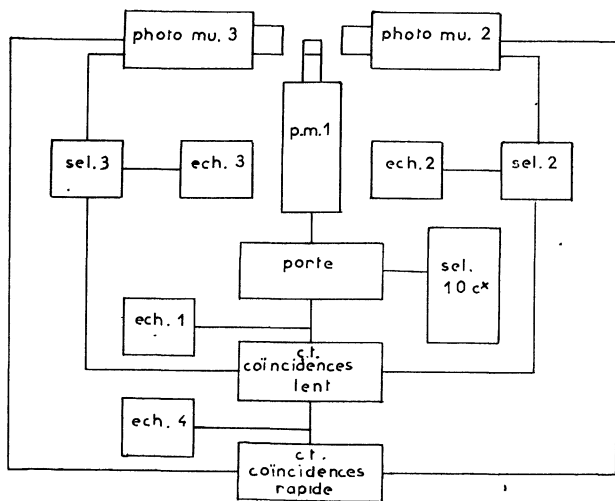 photo mu. 3
photo mu. 2
p.m.1
sel.3
ech. 3
ech.2
sel. 2
porte
sel.
10 cx
ech. 1
c.t.
coïncidences
lent
ech. 4
c.t.
coïncidences
rapide